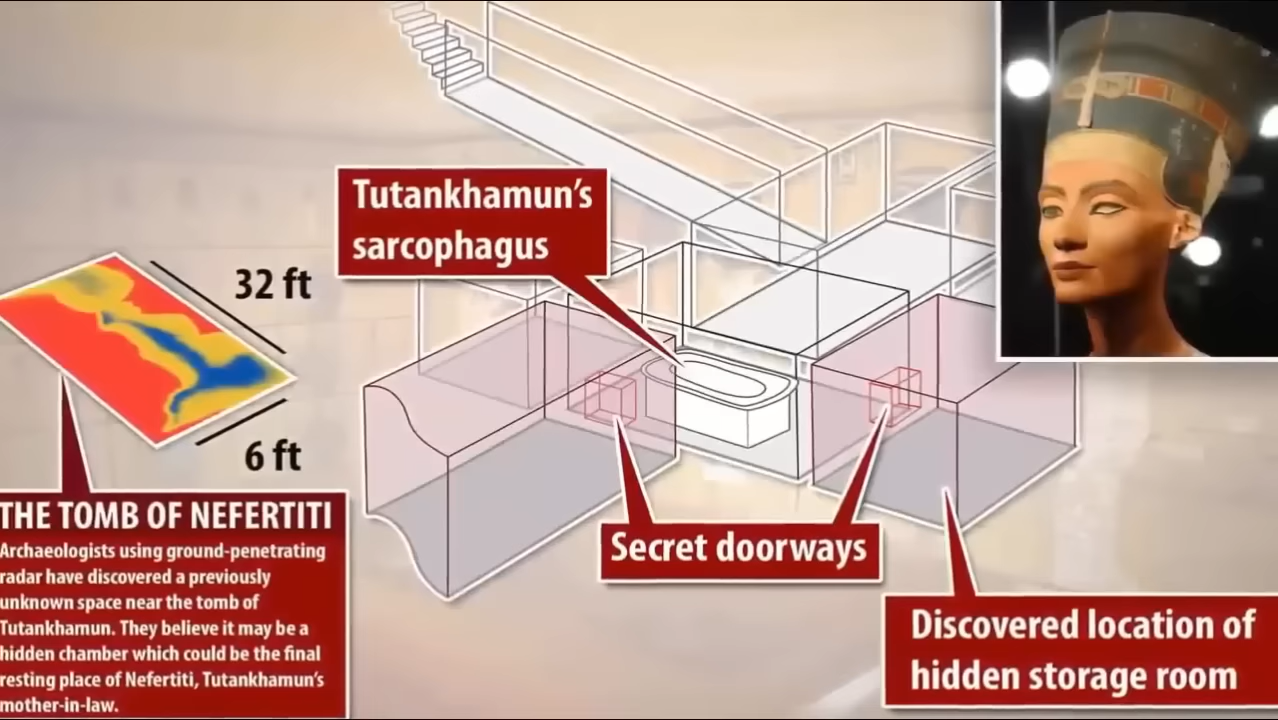 Tutankhamun's
sarcophagus
32 ft
6 ft
THE TOMB OF NEFERTITI
Archaeologists using ground-penetrating
radar have discovered a previously
unknown space near the tomb of
Tutankhamun. They believe it may be a
hidden chamber which could be the final
resting place of Nefertiti, Tutankhamun's
mother-in-law.
Secret doorways
Discovered location of
hidden storage room